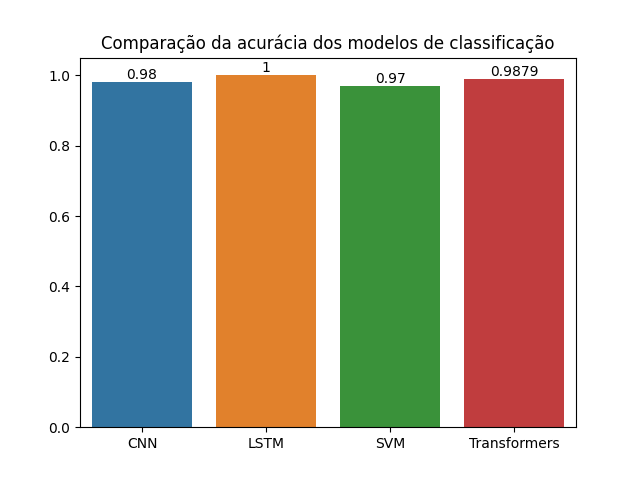 Comparação da acurácia dos modelos de classificação
0.98
1
0.97
0.9879
1.0
0.8
0.6
0.4
0.2
0.0
CNN
LSTM
SVM
Transformers